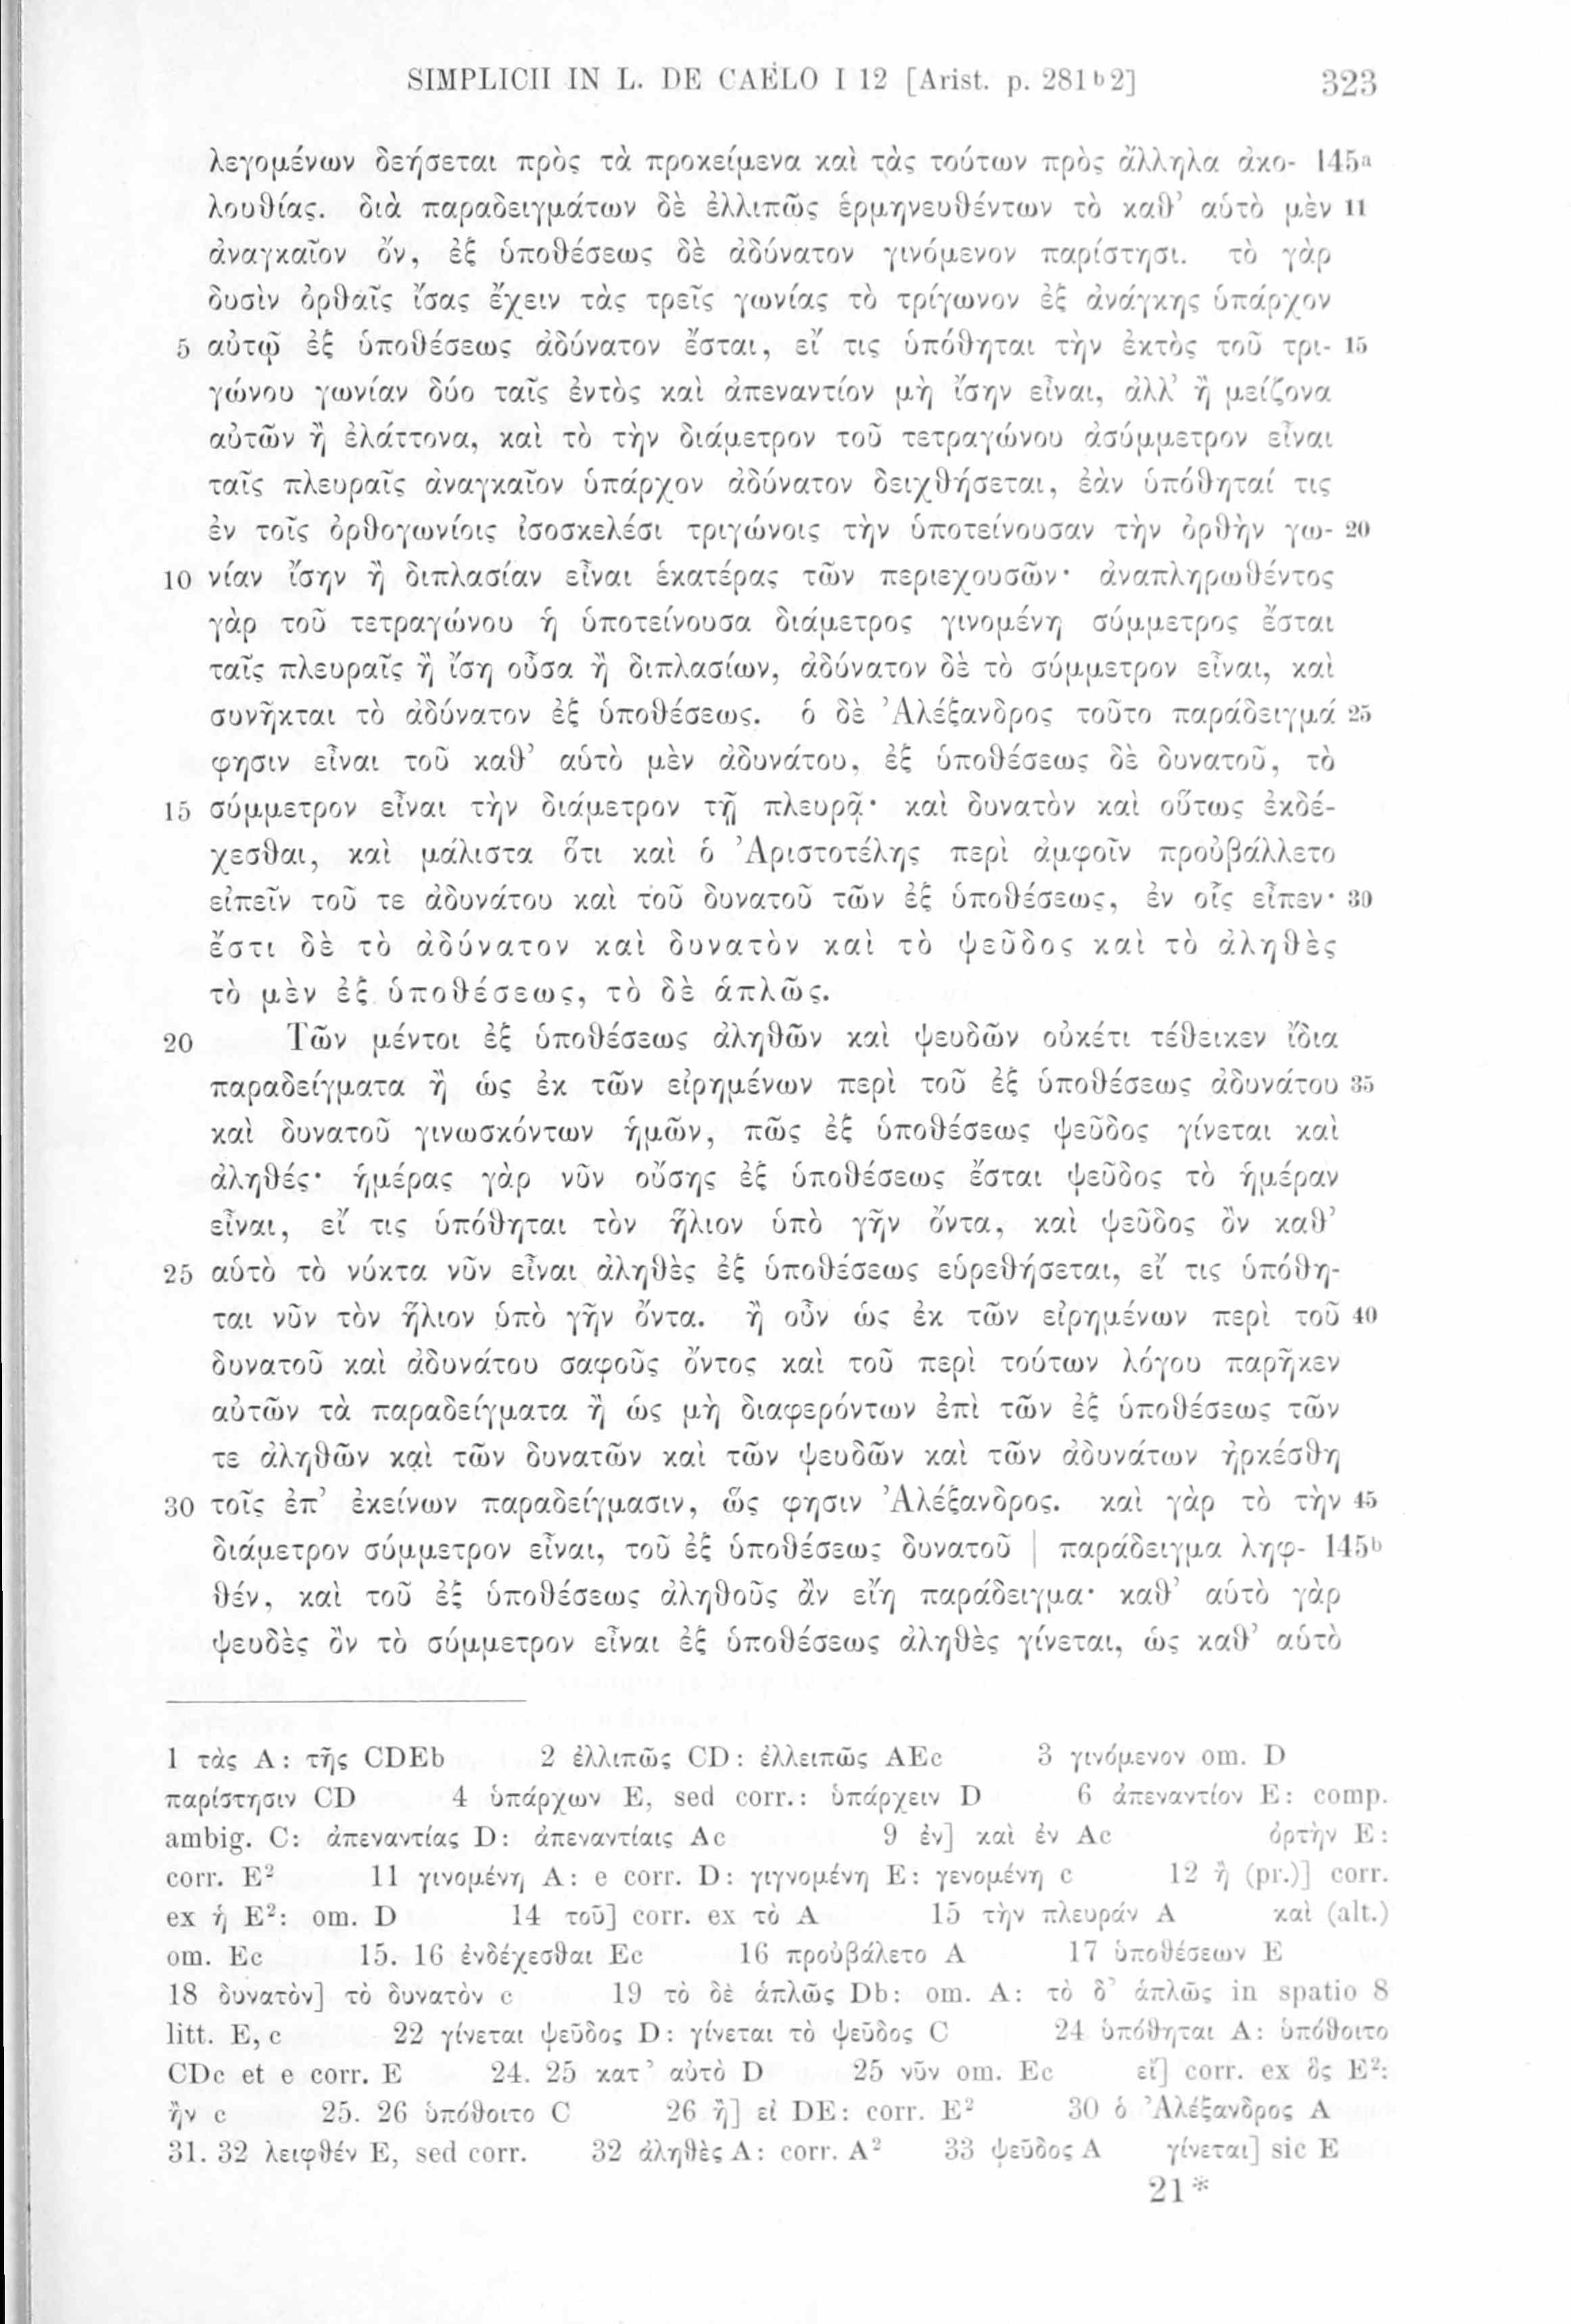 SIMPLICII IN L. DE CAELO I 12 [Arist. p. 281ᵇ2] 323
λεγομένων δεήσεται πρὸς τὰ προκείμενα καὶ τὰς τούτων πρὸς ἄλληλα ἀκο- 145ᵃ
λουθίας. διὰ παραδειγμάτων δὲ ἐλλιπῶς ἑρμηνευθέντων τὸ καθ’ αὑτὸ μὲν 11
ἀναγκαῖον ὄν, ἐξ ὑποθέσεως δὲ ἀδύνατον γινόμενον παρίστησι. τὸ γὰρ
δυσὶν ὀρθαῖς ἴσας ἔχειν τὰς τρεῖς γωνίας τὸ τρίγωνον ἐξ ἀνάγκης ὑπάρχον
5 αὐτῷ ἐξ ὑποθέσεως ἀδύνατον ἔσται, εἴ τις ὑπόθηται τὴν ἐκτὸς τοῦ τρι- 15
γώνου γωνίαν δύο ταῖς ἐντὸς καὶ ἀπεναντίον μὴ ἴσην εἶναι, ἀλλ’ ἢ μείζονα
αὐτῶν ἢ ἐλάττονα, καὶ τὸ τὴν διάμετρον τοῦ τετραγώνου ἀσύμμετρον εἶναι
ταῖς πλευραῖς ἀναγκαῖον ὑπάρχον ἀδύνατον δειχθήσεται, ἐὰν ὑπόθηταί τις
ἐν τοῖς ὀρθογωνίοις ἰσοσκελέσι τριγώνοις τὴν ὑποτείνουσαν τὴν ὀρθὴν γω- 20
10 νίαν ἴσην ἢ διπλασίαν εἶναι ἑκατέρας τῶν περιεχουσῶν· ἀναπληρωθέντος
γὰρ τοῦ τετραγώνου ἡ ὑποτείνουσα διάμετρος γινομένη σύμμετρος ἔσται
ταῖς πλευραῖς ἢ ἴση οὖσα ἢ διπλασίων, ἀδύνατον δὲ τὸ σύμμετρον εἶναι, καὶ
συνῆκται τὸ ἀδύνατον ἐξ ὑποθέσεως. ὁ δὲ Ἀλέξανδρος τοῦτο παράδειγμά 25
φησιν εἶναι τοῦ καθ’ αὑτὸ μὲν ἀδυνάτου, ἐξ ὑποθέσεως δὲ δυνατοῦ, τὸ
15 σύμμετρον εἶναι τὴν διάμετρον τῇ πλευρᾷ· καὶ δυνατὸν καὶ οὕτως ἐκδέ-
χεσθαι, καὶ μάλιστα ὅτι καὶ ὁ Ἀριστοτέλης περὶ ἀμφοῖν προὐβάλλετο
εἰπεῖν τοῦ τε ἀδυνάτου καὶ τοῦ δυνατοῦ τῶν ἐξ ὑποθέσεως, ἐν οἷς εἶπεν· 30
ἔστι δὲ τὸ ἀδύνατον καὶ δυνατὸν καὶ τὸ ψεῦδος καὶ τὸ ἀληθὲς
τὸ μὲν ἐξ ὑποθέσεως, τὸ δὲ ἁπλῶς.
20 Τῶν μέντοι ἐξ ὑποθέσεως ἀληθῶν καὶ ψευδῶν οὐκέτι τέθεικεν ἴδια
παραδείγματα ἢ ὡς ἐκ τῶν εἰρημένων περὶ τοῦ ἐξ ὑποθέσεως ἀδυνάτου 35
καὶ δυνατοῦ γινωσκόντων ἡμῶν, πῶς ἐξ ὑποθέσεως ψεῦδος γίνεται καὶ
ἀληθές· ἡμέρας γὰρ νῦν οὔσης ἐξ ὑποθέσεως ἔσται ψεῦδος τὸ ἡμέραν
εἶναι, εἴ τις ὑπόθηται τὸν ἥλιον ὑπὸ γῆν ὄντα, καὶ ψεῦδος ὂν καθ’
25 αὑτὸ τὸ νύκτα νῦν εἶναι ἀληθὲς ἐξ ὑποθέσεως εὑρεθήσεται, εἴ τις ὑπόθη-
ται νῦν τὸν ἥλιον ὑπὸ γῆν ὄντα. ἢ οὖν ὡς ἐκ τῶν εἰρημένων περὶ τοῦ 40
δυνατοῦ καὶ ἀδυνάτου σαφοῦς ὄντος καὶ τοῦ περὶ τούτων λόγου παρῆκεν
αὐτῶν τὰ παραδείγματα ἢ ὡς μὴ διαφερόντων ἐπὶ τῶν ἐξ ὑποθέσεως τῶν
τε ἀληθῶν καὶ τῶν δυνατῶν καὶ τῶν ψευδῶν καὶ τῶν ἀδυνάτων ἠρκέσθη
30 τοῖς ἐπ’ ἐκείνων παραδείγμασιν, ὥς φησιν Ἀλέξανδρος. καὶ γὰρ τὸ τὴν 45
διάμετρον σύμμετρον εἶναι, τοῦ ἐξ ὑποθέσεως δυνατοῦ | παράδειγμα ληφ- 145ᵇ
θέν, καὶ τοῦ ἐξ ὑποθέσεως ἀληθοῦς ἂν εἴη παράδειγμα· καθ’ αὑτὸ γὰρ
ψευδὲς ὂν τὸ σύμμετρον εἶναι ἐξ ὑποθέσεως ἀληθὲς γίνεται, ὡς καθ’ αὑτὸ
1 τὰς A: τῆς CDEb 2 ἐλλιπῶς CD: ἐλλειπῶς AEc 3 γινόμενον om. D
παρίστησιν CD 4 ὑπάρχων E, sed corr.: ὑπάρχειν D 6 ἀπεναντίον E: comp.
ambig. C: ἀπεναντίας D: ἀπεναντίαις Ac 9 ἐν] καὶ ἐν Ac ὀρτὴν E:
corr. E² 11 γινομένη A: e corr. D: γιγνομένη E: γενομένη c 12 ἢ (pr.)] corr.
ex ἡ E²: om. D 14 τοῦ] corr. ex τὸ A 15 τὴν πλευράν A καὶ (alt.)
om. Ec 15. 16 ἐνδέχεσθαι Ec 16 προὐβάλετο A 17 ὑποθέσεων E
18 δυνατὸν] τὸ δυνατὸν c 19 τὸ δὲ ἁπλῶς Db: om. A: τὸ δ’ ἁπλῶς in spatio 8
litt. E, c 22 γίνεται ψεῦδος D: γίνεται τὸ ψεῦδος C 24 ὑπόθηται A: ὑπόθοιτο
CDc et e corr. E 24. 25 κατ’ αὐτὸ D 25 νῦν om. Ec εἴ] corr. ex ὃς E²:
ἢν c 25. 26 ὑπόθοιτο C 26 ἢ] εἰ DE: corr. E² 30 ὁ Ἀλέξανδρος A
31. 32 λειφθέν E, sed corr. 32 ἀληθὲς A: corr. A² 33 ψεῦδος A γίνεται] sic E
21*